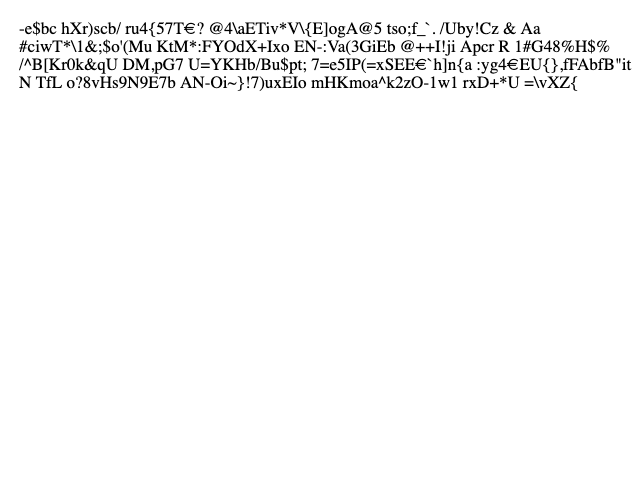 -e$bc hXr)scb/ ru4{57T€? @4\aETiv*V\{E]ogA@5 tso;f_`. /Uby!Cz & Aa
#ciwT*\1&;$o'(Mu KtM*:FYOdX+Ixo EN-:Va(3GiEb @++I!ji Apcr R 1#G48%H$%
/^B[Kr0k&qU DM,pG7 U=YKHb/Bu$pt; 7=e5IP(=xSEE€`h]n{a :yg4€EU{},fFAbfB"it
N TfL o?8vHs9N9E7b AN-Oi~}!7)uxEIo mHKmoa^k2zO-1w1 rxD+*U =\vXZ{